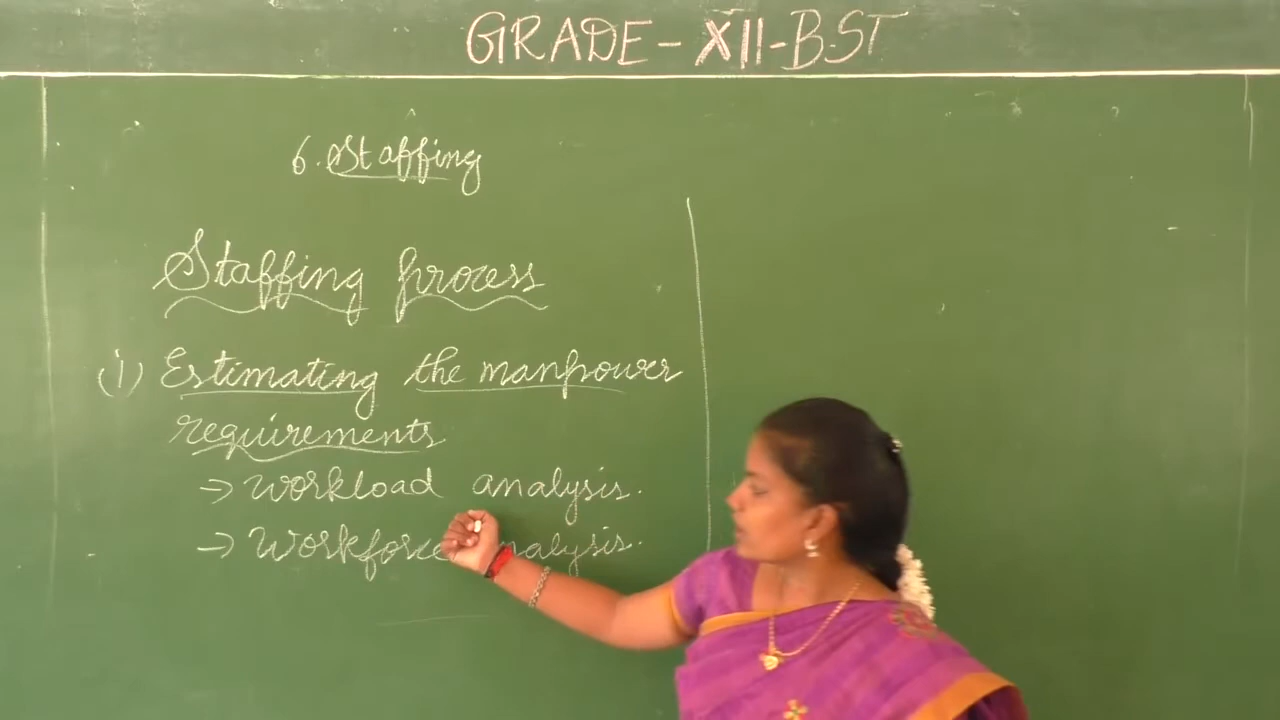 GRADE-XII-B.ST
6. Staffing
Staffing process
(i) Estimating the manpower
requirements
→ Workload analysis.
→ Workforce analysis.